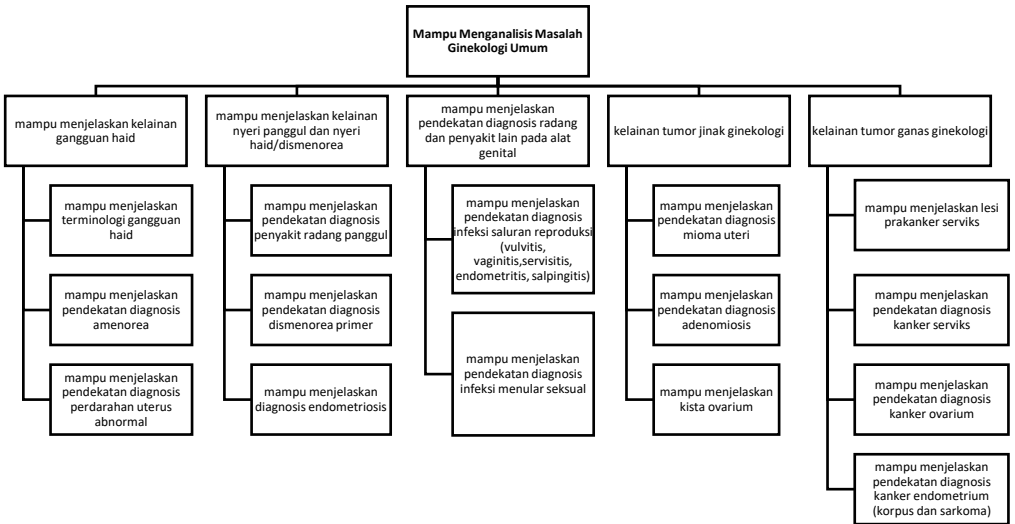 Mampu Menganalisis Masalah
Ginekologi Umum
mampu menjelaskan kelainan
gangguan haid
mampu menjelaskan
terminologi gangguan
haid
mampu menjelaskan
pendekatan diagnosis
amenorea
mampu menjelaskan
pendekatan diagnosis
perdarahan uterus
abnormal
mampu menjelaskan kelainan
nyeri panggul dan nyeri
haid/dismenorea
mampu menjelaskan
pendekatan diagnosis
penyakit radang panggul
mampu menjelaskan
pendekatan diagnosis
dismenorea primer
mampu menjelaskan
diagnosis endometriosis
mampu menjelaskan
pendekatan diagnosis radang
dan penyakit lain pada alat
genital
mampu menjelaskan
pendekatan diagnosis
infeksi saluran reproduksi
(vulvitis,
vaginitis,servisitis,
endometritis, salpingitis)
mampu menjelaskan
pendekatan diagnosis
infeksi menular seksual
kelainan tumor jinak ginekologi
mampu menjelaskan
pendekatan diagnosis
mioma uteri
mampu menjelaskan
pendekatan diagnosis
adenomiosis
mampu menjelaskan
kista ovarium
kelainan tumor ganas ginekologi
mampu menjelaskan lesi
prakanker serviks
mampu menjelaskan
pendekatan diagnosis
kanker serviks
mampu menjelaskan
pendekatan diagnosis
kanker ovarium
mampu menjelaskan
pendekatan diagnosis
kanker endometrium
(korpus dan sarkoma)